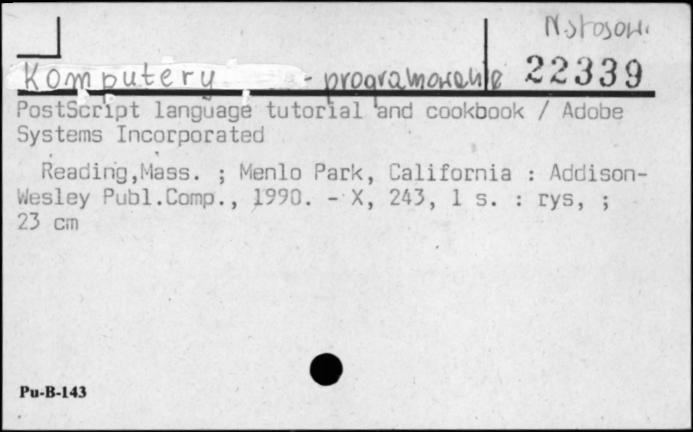 22339
Komputery - programowanie
PostScript language tutorial and cookbook / Adobe
Systems Incorporated
Reading,Mass. ; Menlo Park, California : Addison-
Wesley Publ.Comp., 1990. - X, 243, 1 s. : rys, ;
23 cm
Pu-B-143